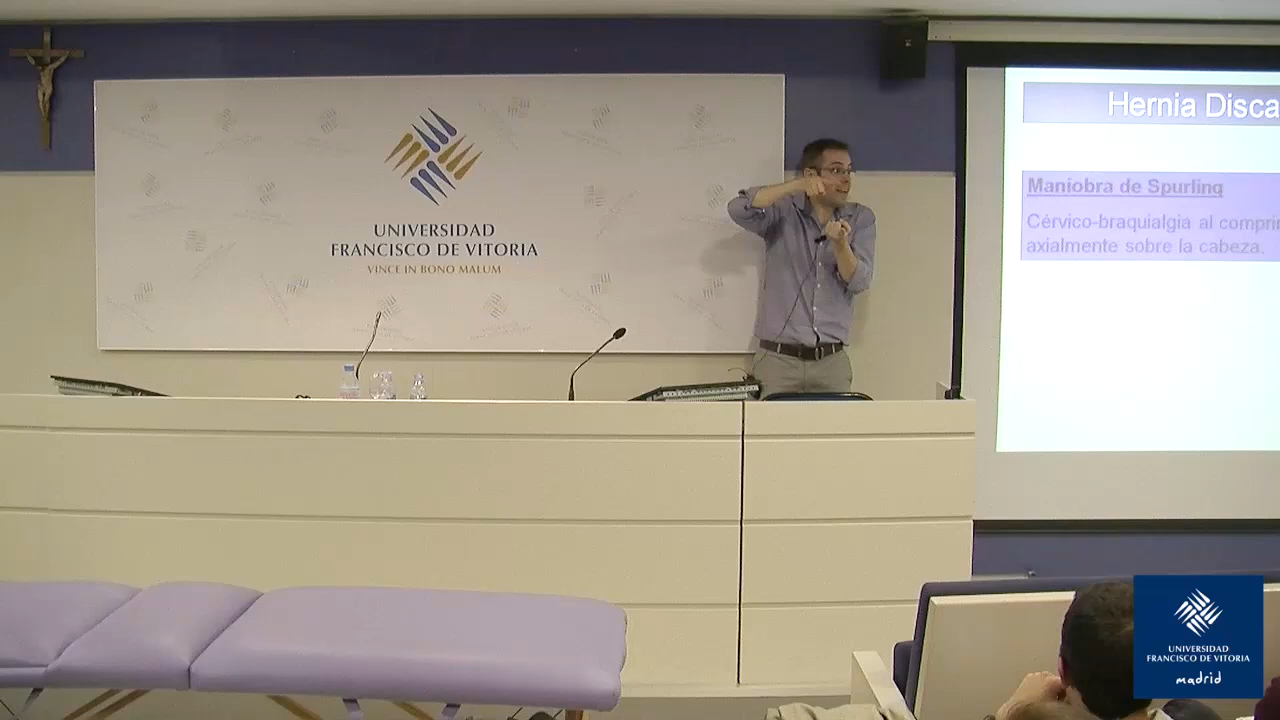 UNIVERSIDAD
FRANCISCO DE VITORIA
VINCE IN BONO MALUM
Hernia Disca
Maniobra de Spurling
Cérvico-braquialgia al comprim
axialmente sobre la cabeza.
UNIVERSIDAD
FRANCISCO DE VITORIA
madrid